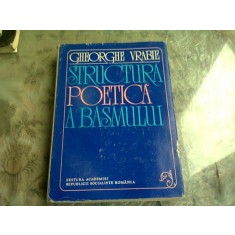 GHEORGHE VRABIE
STRUCTURA
POETICĂ
A BASMULUI
EDITURA ACADEMIEI
REPUBLICII SOCIALISTE ROMÂNIA